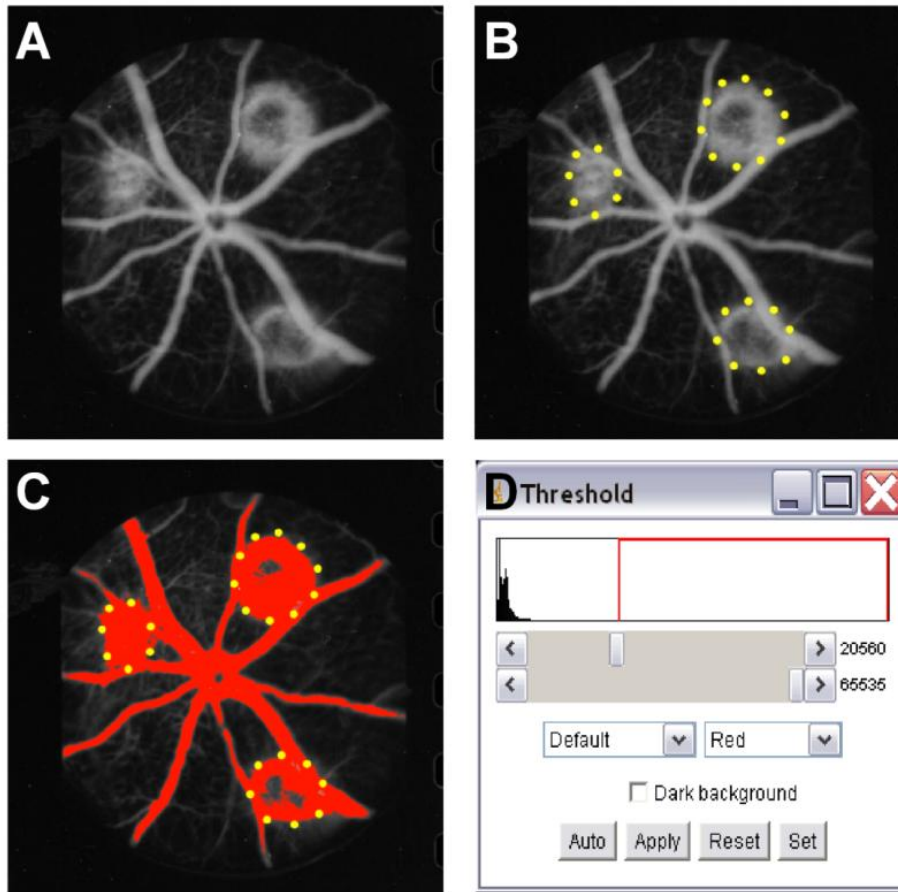 A
B
C
D Threshold
20560
65535
Default
Red
Dark background
Auto
Apply
Reset
Set